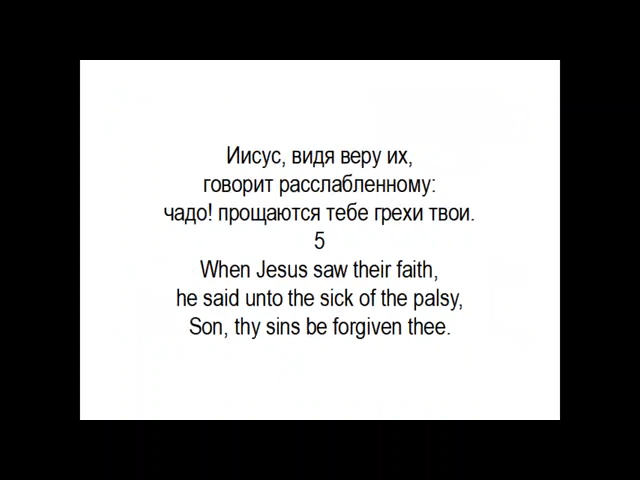 Иисус, видя веру их,
говорит расслабленному:
чадо! прощаются тебе грехи твои.
5
When Jesus saw their faith,
he said unto the sick of the palsy,
Son, thy sins be forgiven thee.